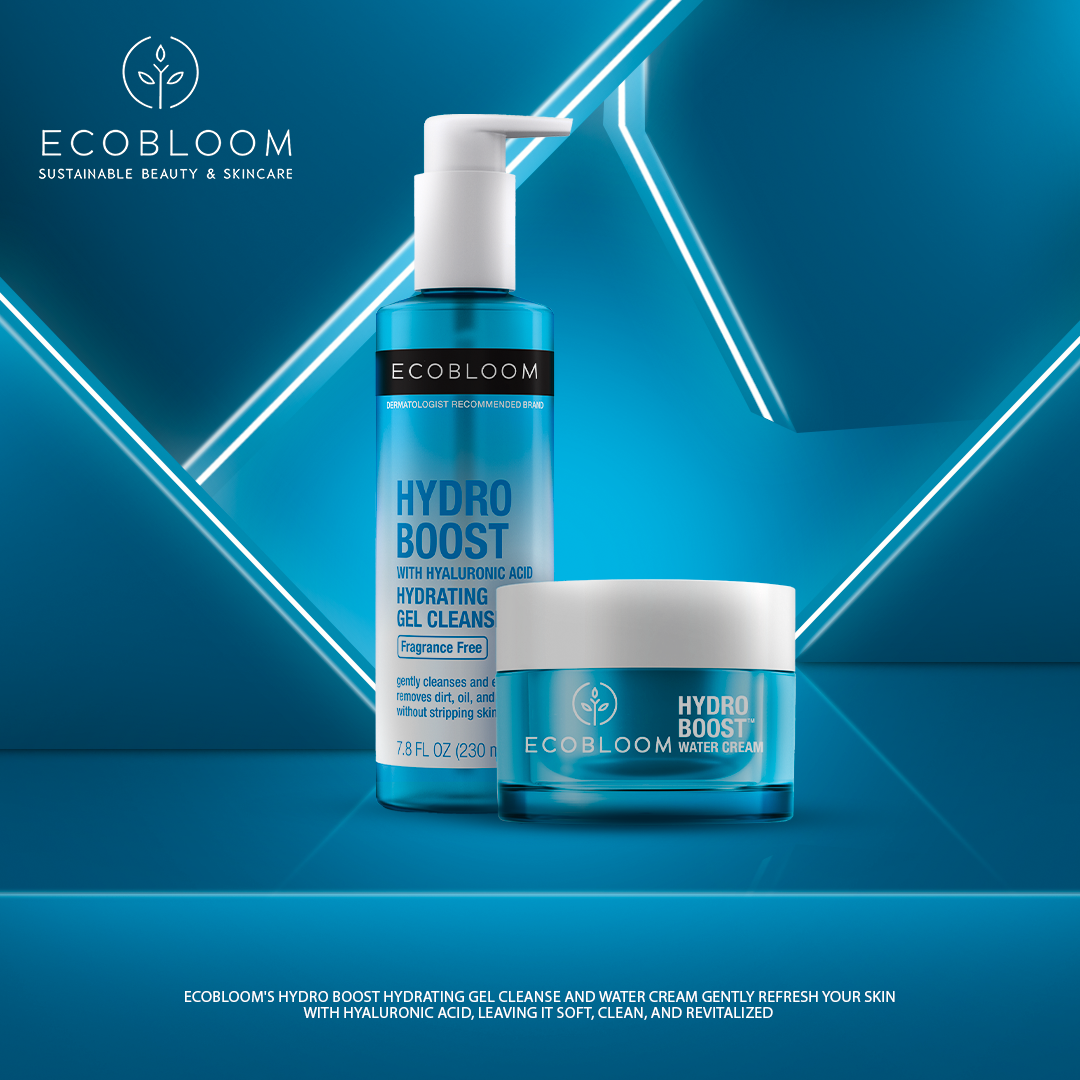 ECOBLOOM
SUSTAINABLE BEAUTY & SKINCARE
ECOBLOOM
DERMATOLOGIST RECOMMENDED BRAND
HYDRO
BOOST
WITH HYALURONIC ACID
HYDRATING
GEL CLEANS
Fragrance Free
gently cleanses and e
removes dirt, oil, and
without stripping skin
7.8 FL OZ (230 m
ECOBLOOM
HYDRO
BOOST™
WATER CREAM
ECOBLOOM'S HYDRO BOOST HYDRATING GEL CLEANSE AND WATER CREAM GENTLY REFRESH YOUR SKIN
WITH HYALURONIC ACID, LEAVING IT SOFT, CLEAN, AND REVITALIZED